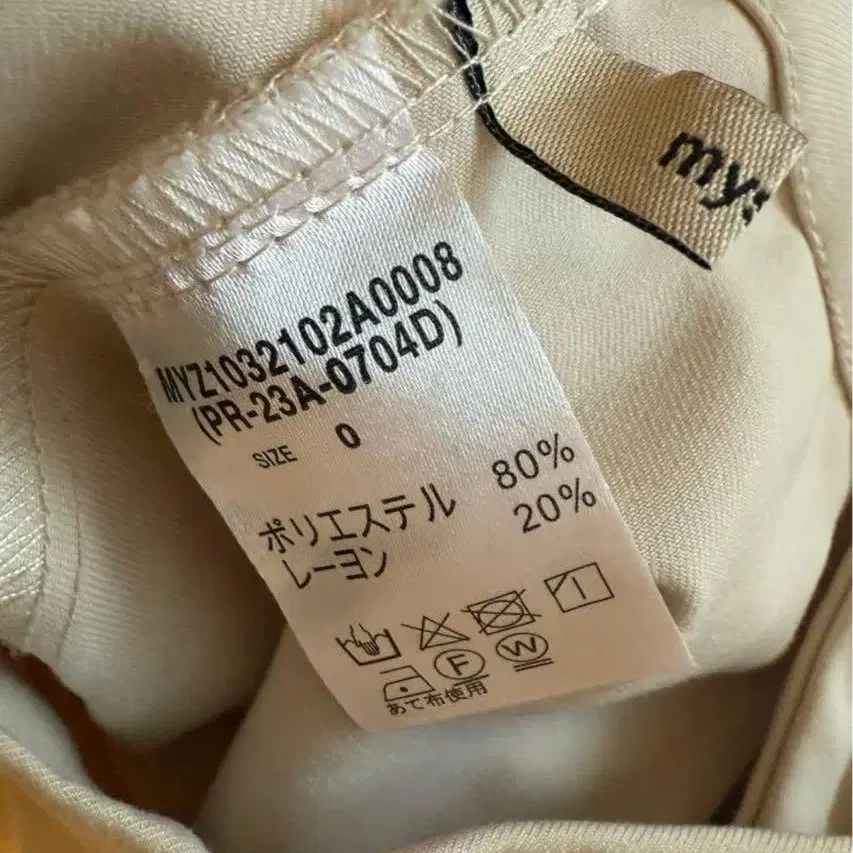 mys
MYZ1032102A0008
(PR-23A-0704D)
SIZE 0
ポリエステル 80%
レーヨン 20%
F W
あて布使用